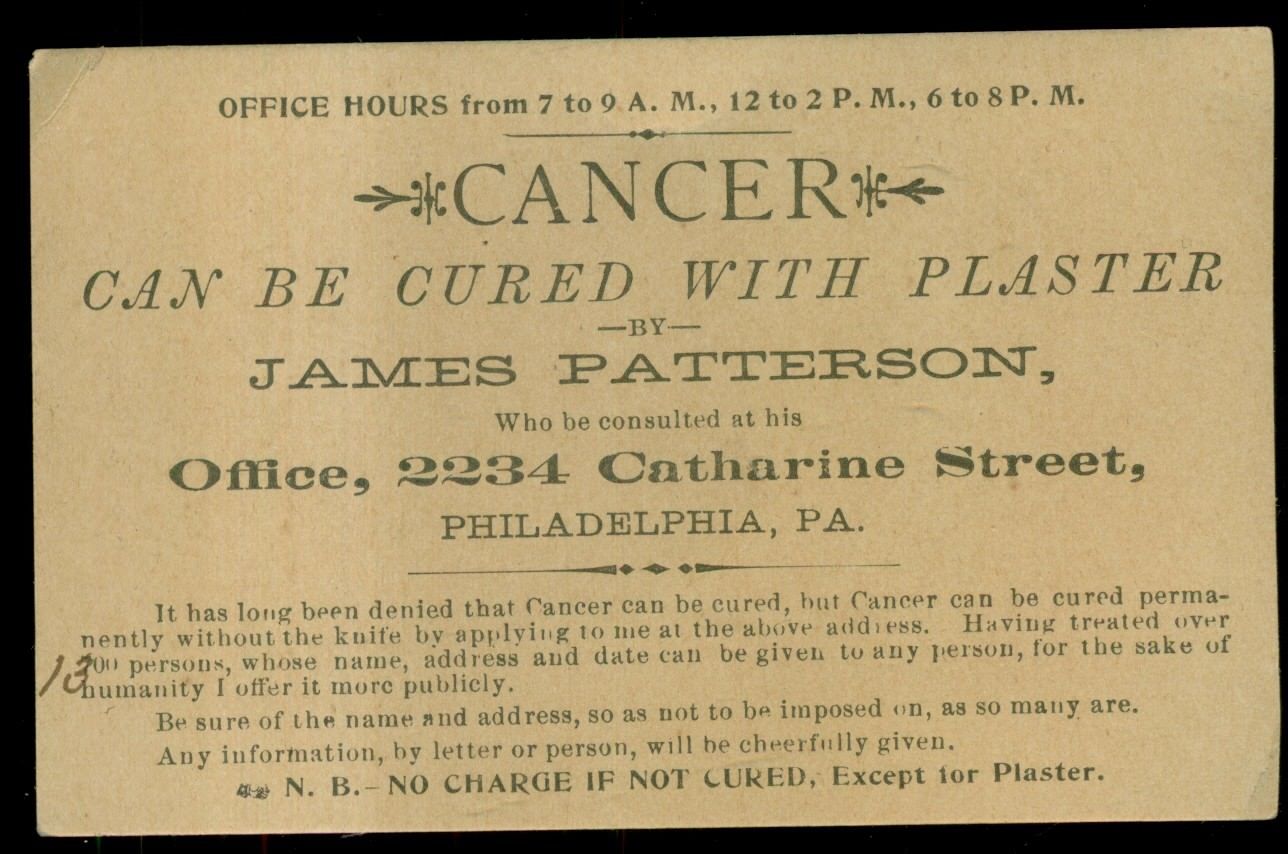 OFFICE HOURS from 7 to 9 A. M., 12 to 2 P. M., 6 to 8 P. M.
CANCER
CAN BE CURED WITH PLASTER
—BY—
JAMES PATTERSON,
Who be consulted at his
Office, 2234 Catharine Street,
PHILADELPHIA, PA.
It has long been denied that Cancer can be cured, but Cancer can be cured perma-
nently without the knife by applying to me at the above address. Having treated over
1300 persons, whose name, address and date can be given to any person, for the sake of
humanity I offer it more publicly.
Be sure of the name and address, so as not to be imposed on, as so many are.
Any information, by letter or person, will be cheerfully given.
N. B.—NO CHARGE IF NOT CURED, Except for Plaster.